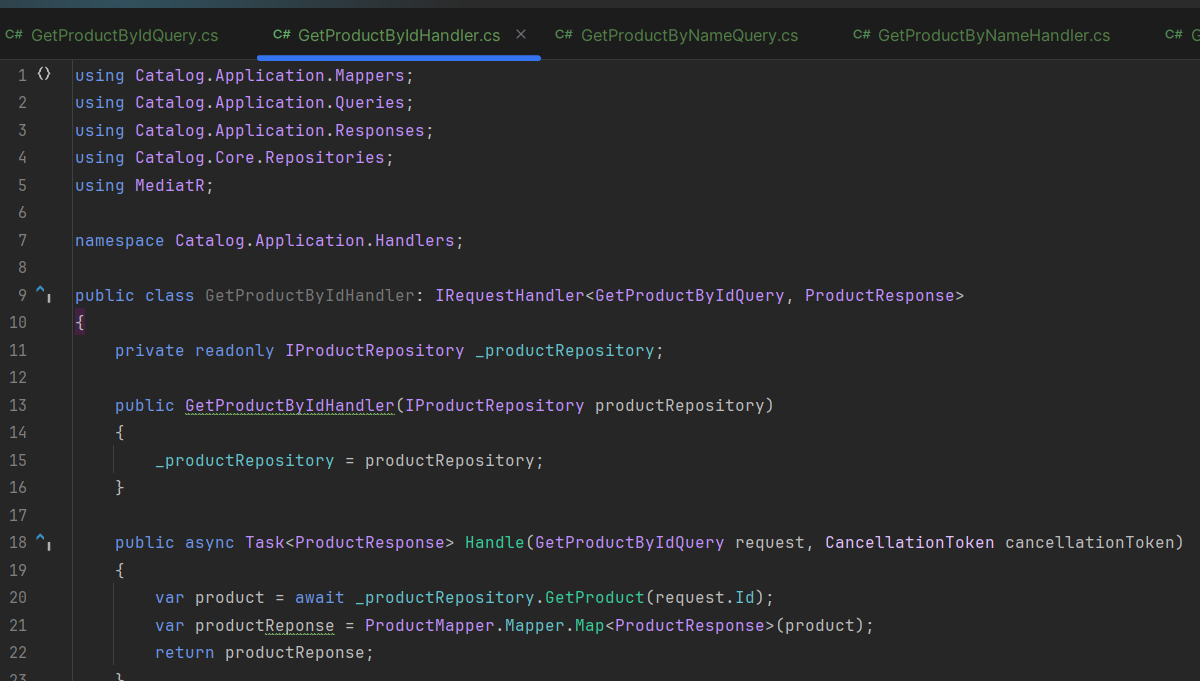 C# GetProductByIdQuery.cs C# GetProductByIdHandler.cs × C# GetProductByNameQuery.cs C# GetProductByNameHandler.cs C# G
1 using Catalog.Application.Mappers;
2 using Catalog.Application.Queries;
3 using Catalog.Application.Responses;
4 using Catalog.Core.Repositories;
5 using MediatR;
6
7 namespace Catalog.Application.Handlers;
8
9 public class GetProductByIdHandler: IRequestHandler<GetProductByIdQuery, ProductResponse>
10 {
11     private readonly IProductRepository _productRepository;
12
13     public GetProductByIdHandler(IProductRepository productRepository)
14     {
15         _productRepository = productRepository;
16     }
17
18     public async Task<ProductResponse> Handle(GetProductByIdQuery request, CancellationToken cancellationToken)
19     {
20         var product = await _productRepository.GetProduct(request.Id);
21         var productReponse = ProductMapper.Mapper.Map<ProductResponse>(product);
22         return productReponse;
23     }